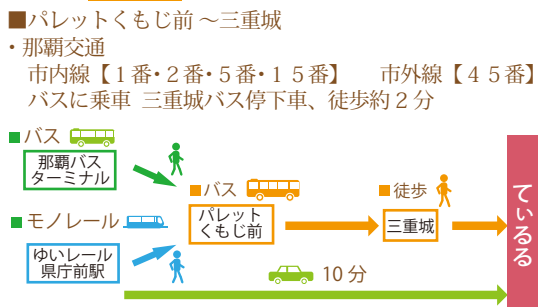 ■パレットくもじ前～三重城
・那覇交通
市内線【１番・２番・５番・１５番】　市外線【４５番】
バスに乗車 三重城バス停下車、徒歩約２分
■バス
那覇バス
ターミナル
■バス
■徒歩
パレット
くもじ前
三重城
■モノレール
ゆいレール
県庁前駅
10分
てぃるる